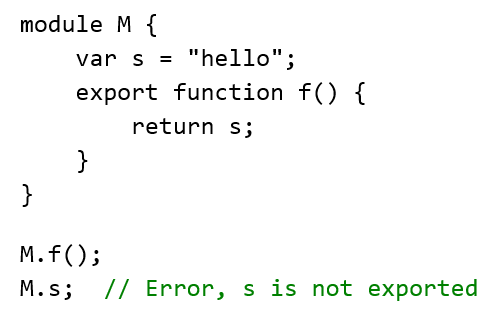 module M {
    var s = "hello";
    export function f() {
        return s;
    }
}

M.f();
M.s;  // Error, s is not exported